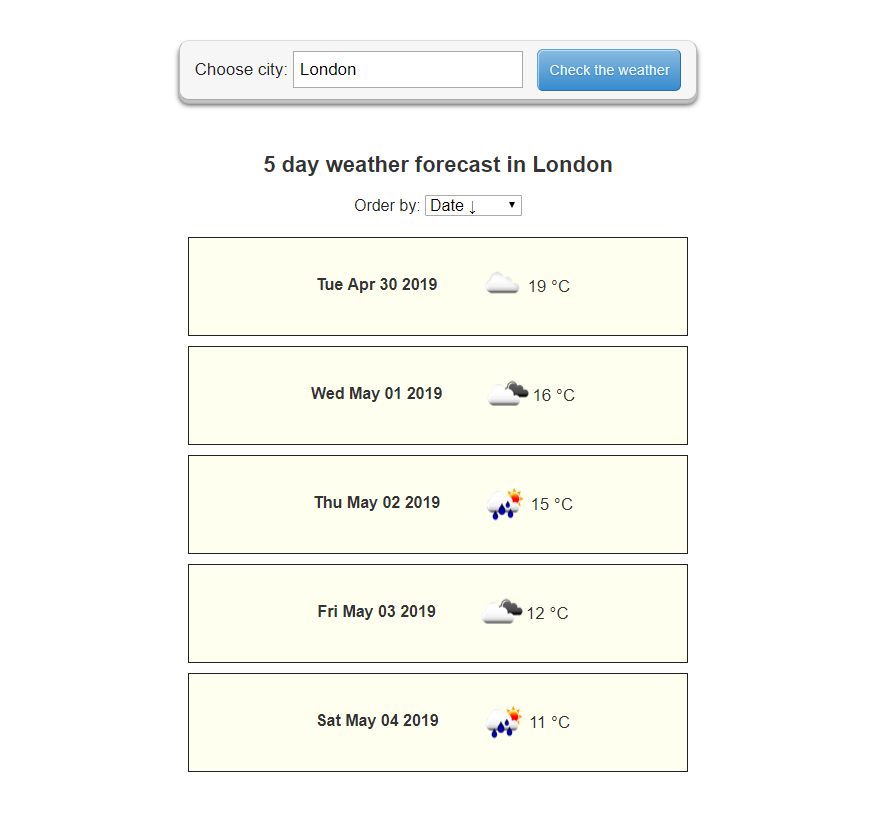 Choose city: London Check the weather
5 day weather forecast in London
Order by: Date ↓
Tue Apr 30 2019 19 °C
Wed May 01 2019 16 °C
Thu May 02 2019 15 °C
Fri May 03 2019 12 °C
Sat May 04 2019 11 °C